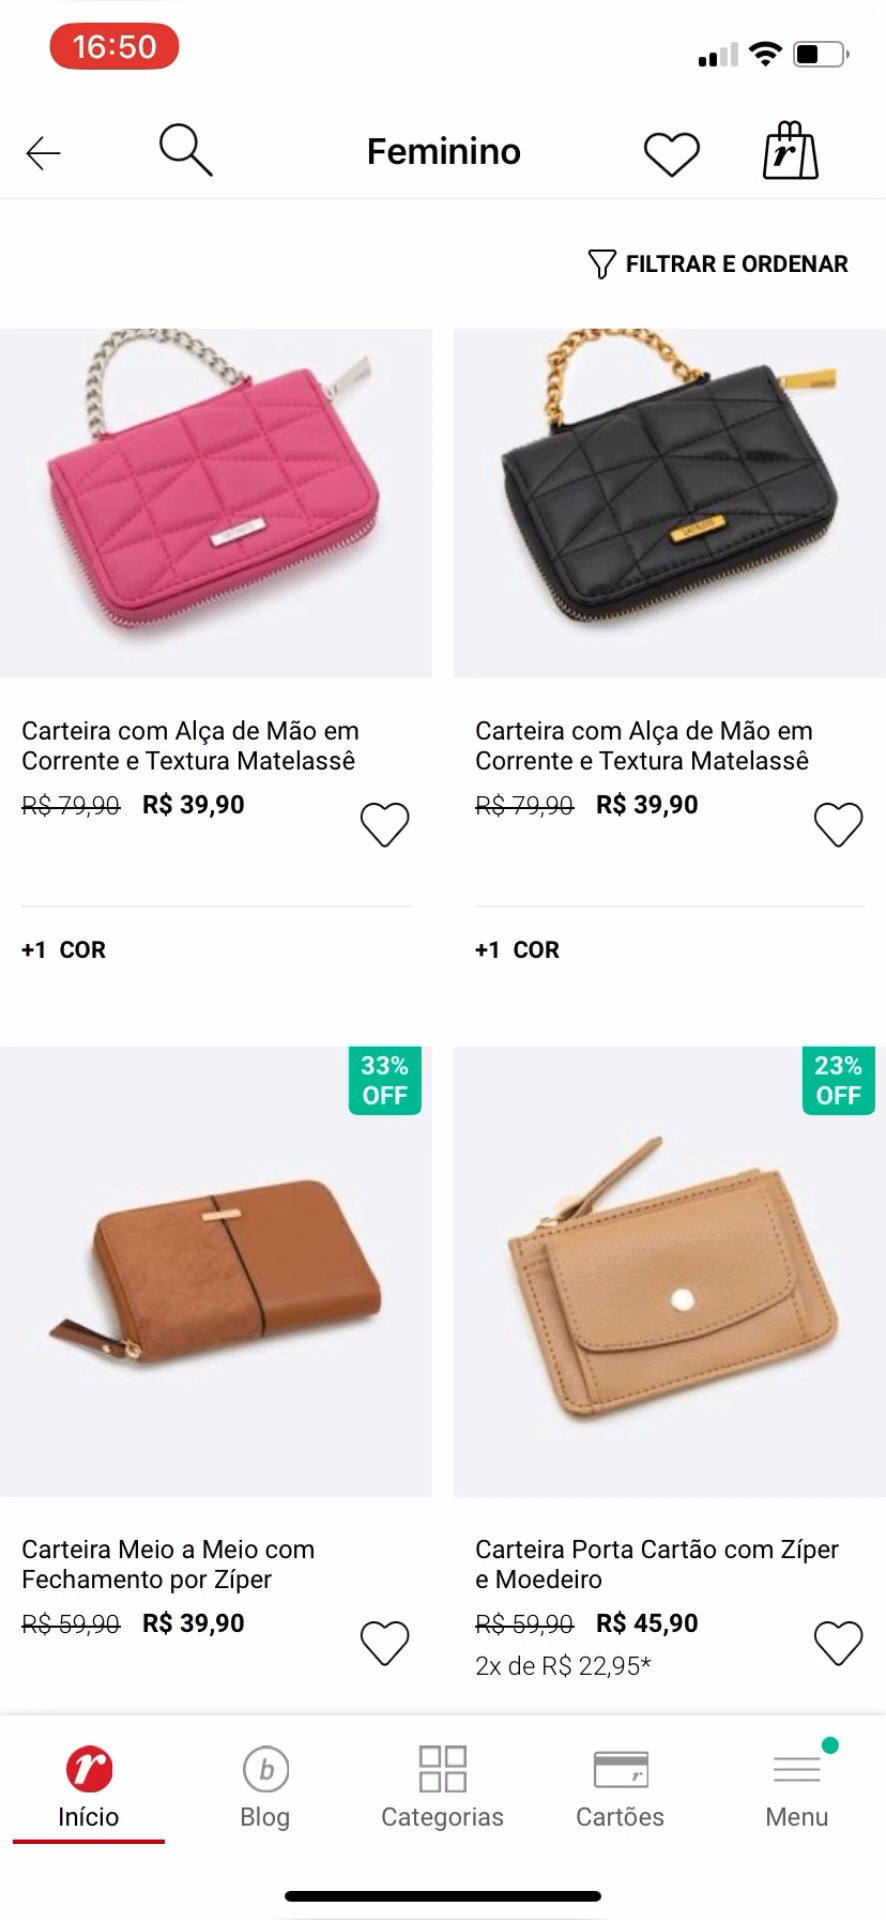 16:50
Feminino
FILTRAR E ORDENAR
Carteira com Alça de Mão em
Corrente e Textura Matelassê
R$ 79,90 R$ 39,90
+1 COR
Carteira com Alça de Mão em
Corrente e Textura Matelassê
R$ 79,90 R$ 39,90
+1 COR
33%
OFF
Carteira Meio a Meio com
Fechamento por Zíper
R$ 59,90 R$ 39,90
23%
OFF
Carteira Porta Cartão com Zíper
e Moedeiro
R$ 59,90 R$ 45,90
2x de R$ 22,95*
Início
Blog
Categorias
Cartões
Menu